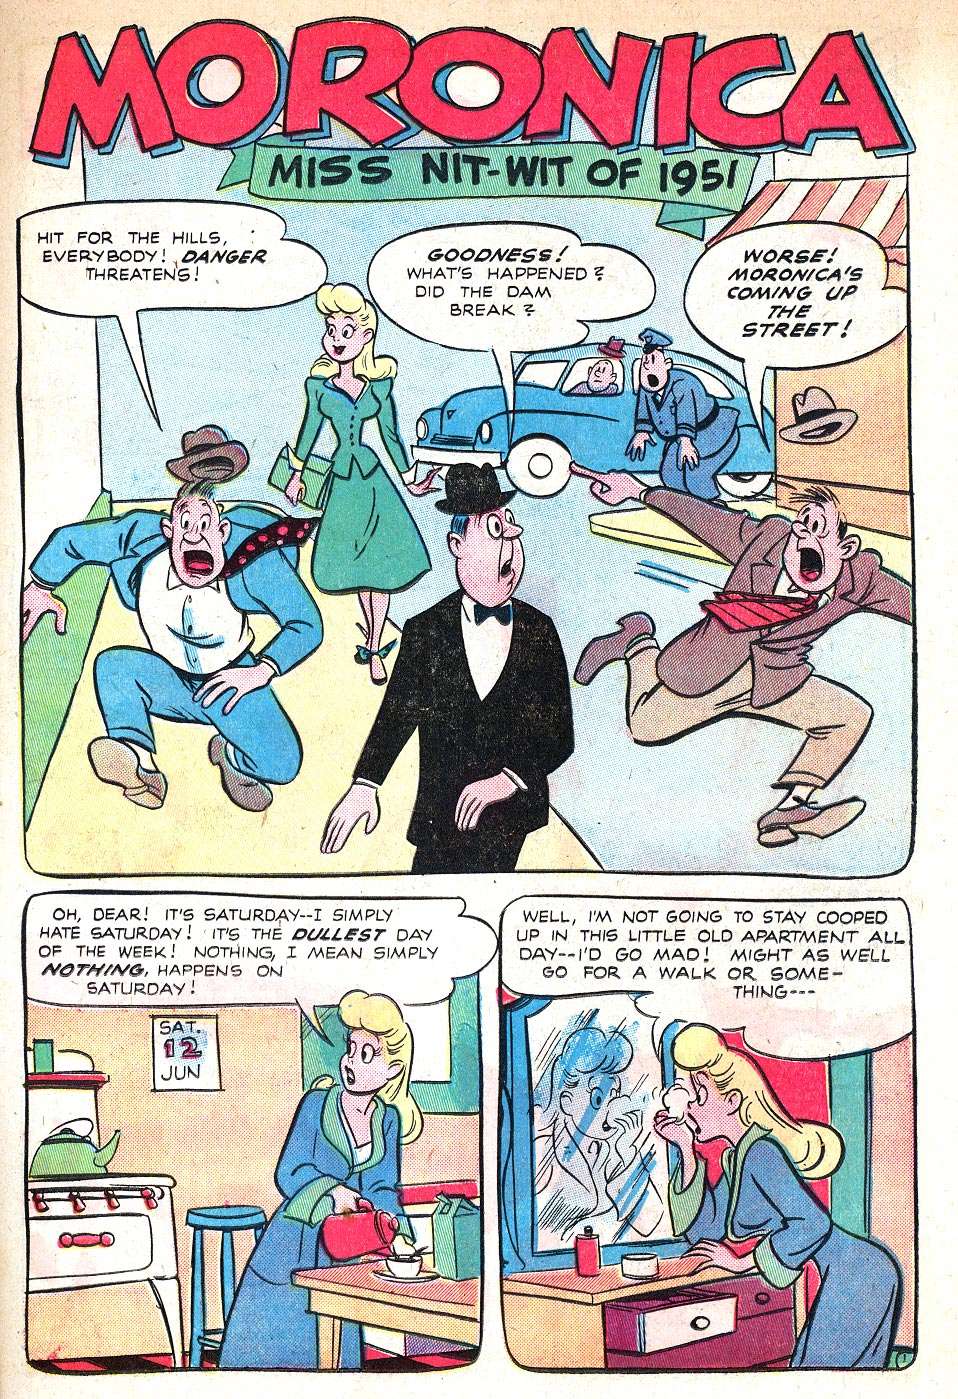 MORONICA
MISS NIT-WIT OF 1951
HIT FOR THE HILLS,
EVERYBODY! DANGER
THREATENS!
GOODNESS!
WHAT'S HAPPENED?
DID THE DAM
BREAK?
WORSE!
MORONICA'S
COMING UP
THE
STREET!
OH, DEAR! IT'S SATURDAY--I SIMPLY
HATE SATURDAY! IT'S THE DULLEST DAY
OF THE WEEK! NOTHING, I MEAN SIMPLY
NOTHING, HAPPENS ON
SATURDAY!
SAT.
12
JUN
WELL, I'M NOT GOING TO STAY COOPED
UP IN THIS LITTLE OLD APARTMENT ALL
DAY--I'D GO MAD! MIGHT AS WELL
GO FOR A WALK OR SOME-
THING---
1